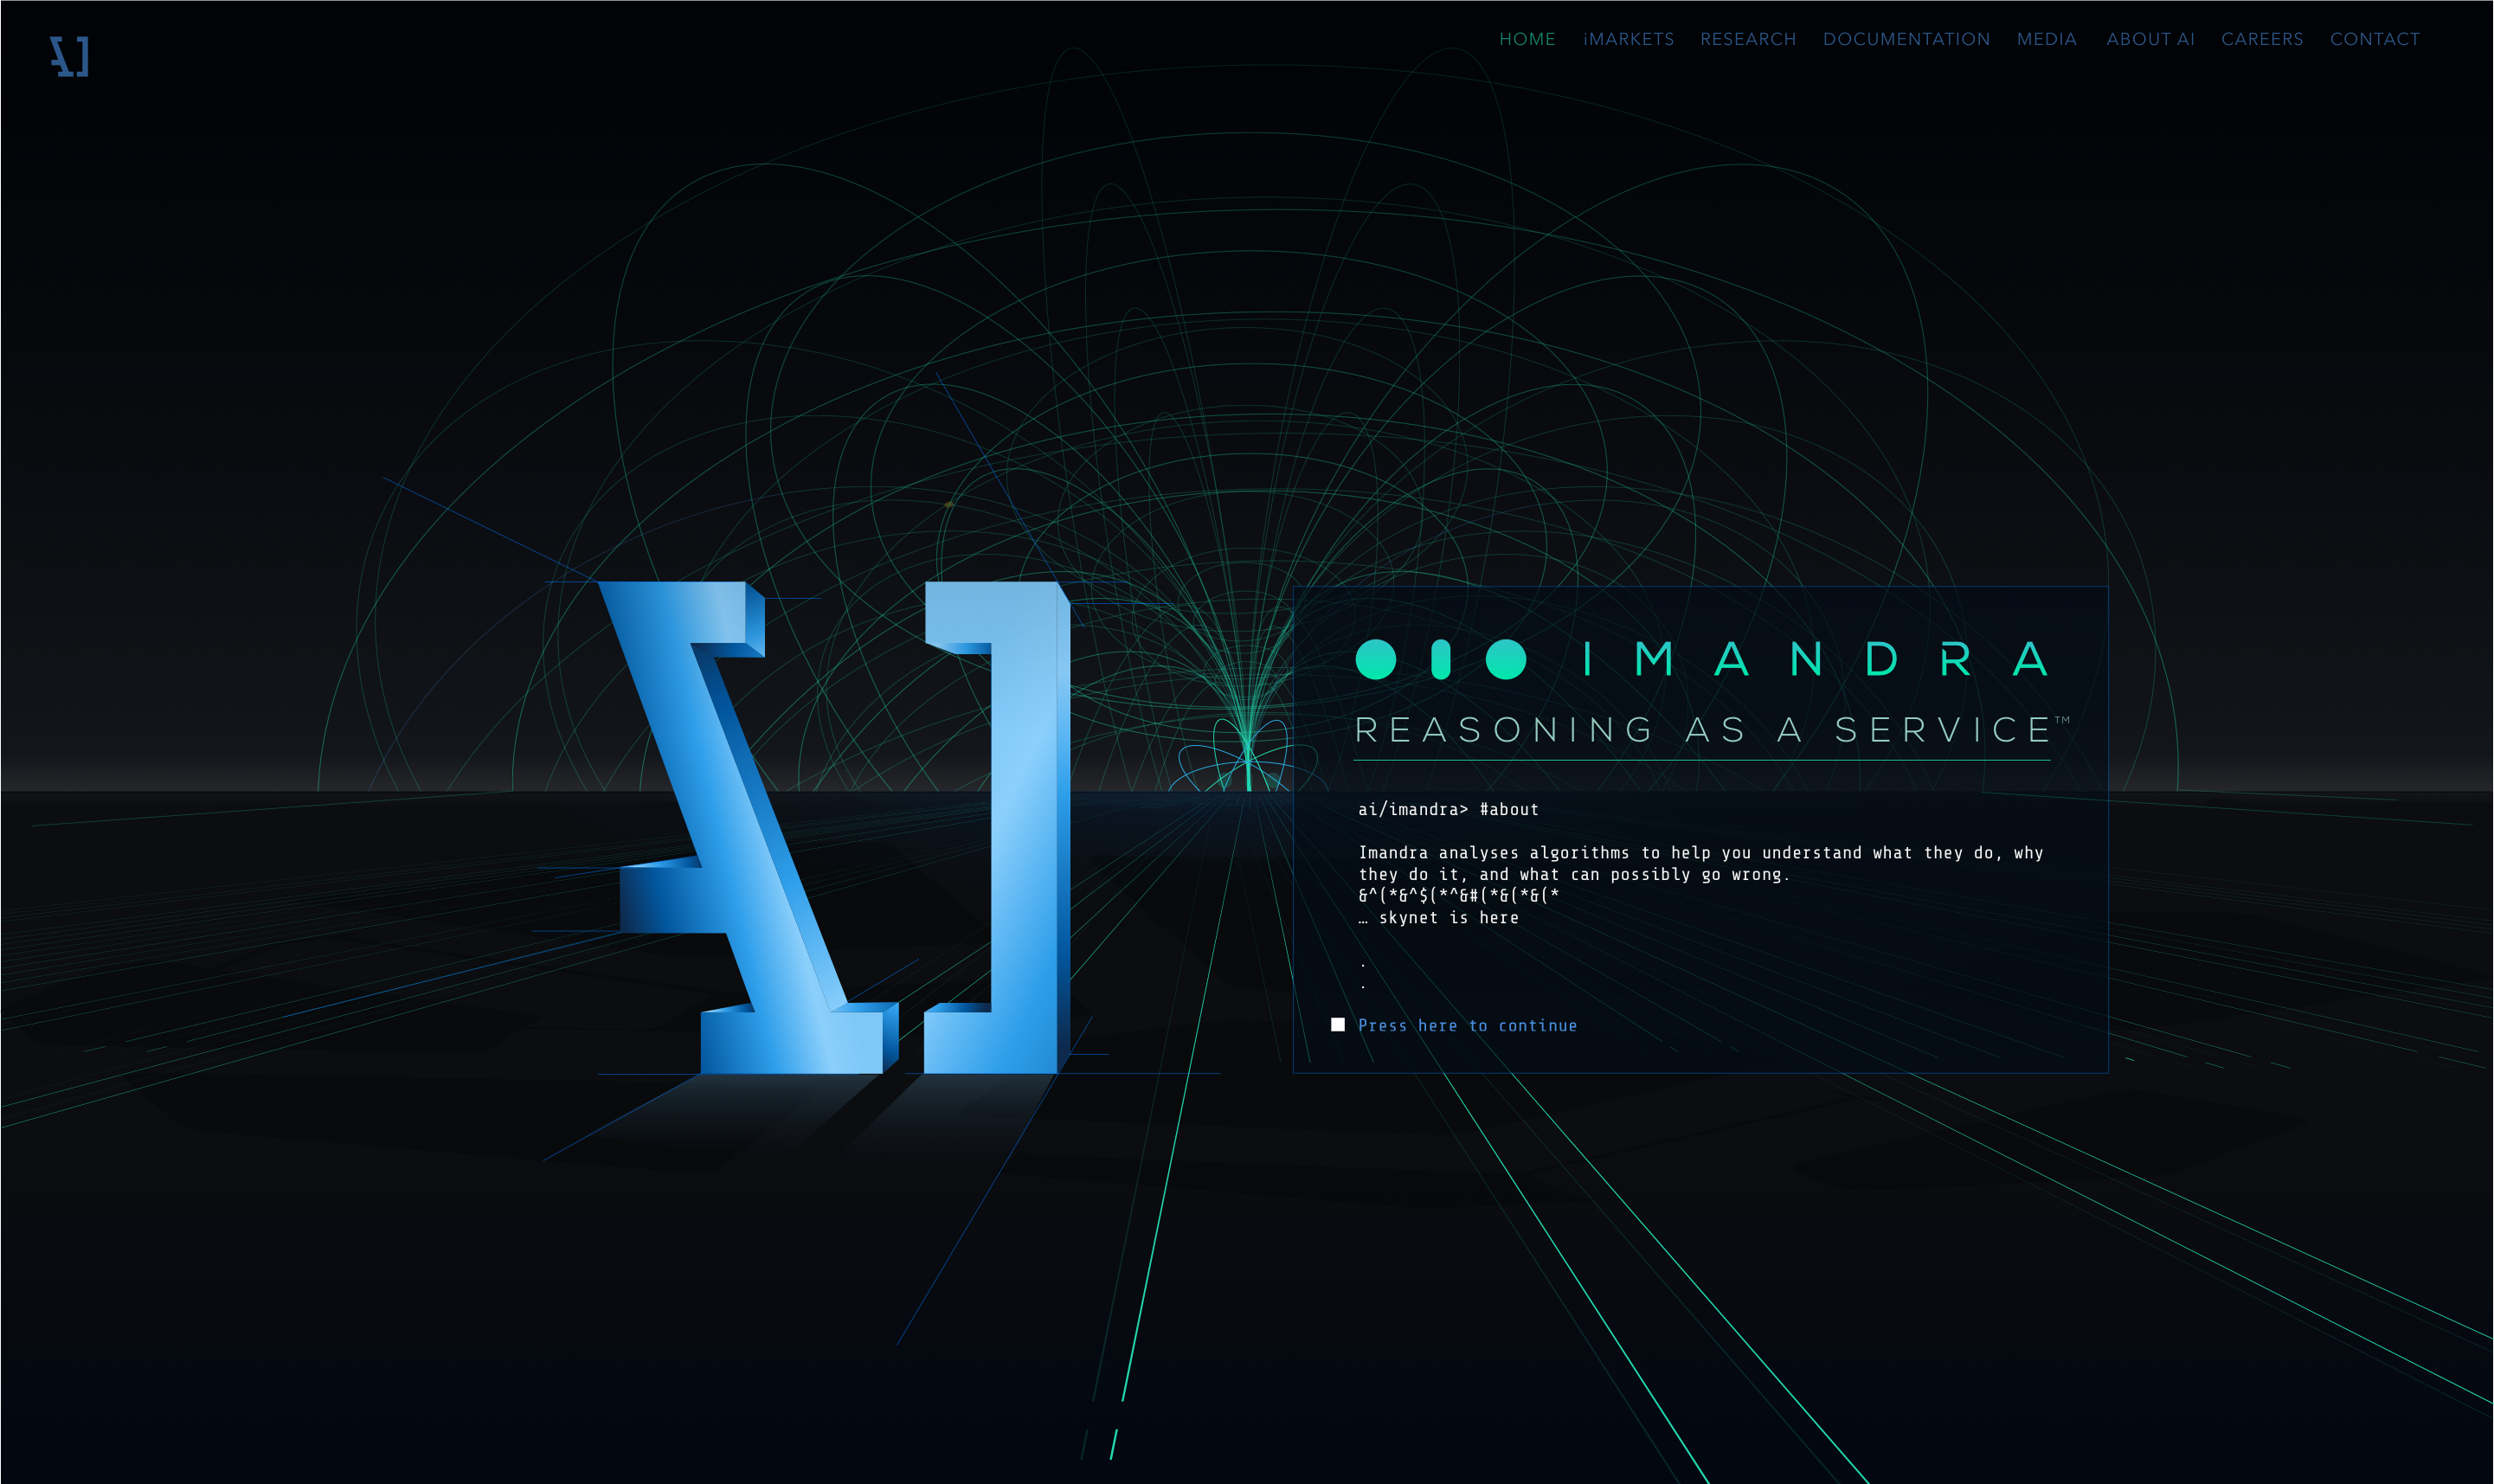 HOME iMARKETS RESEARCH DOCUMENTATION MEDIA ABOUT AI CAREERS CONTACT
IMANDRA
REASONING AS A SERVICE™
ai/imandra> #about
Imandra analyses algorithms to help you understand what they do, why
they do it, and what can possibly go wrong.
&^(*&^$(*^&#(*&(*&(*
… skynet is here
.
.
Press here to continue